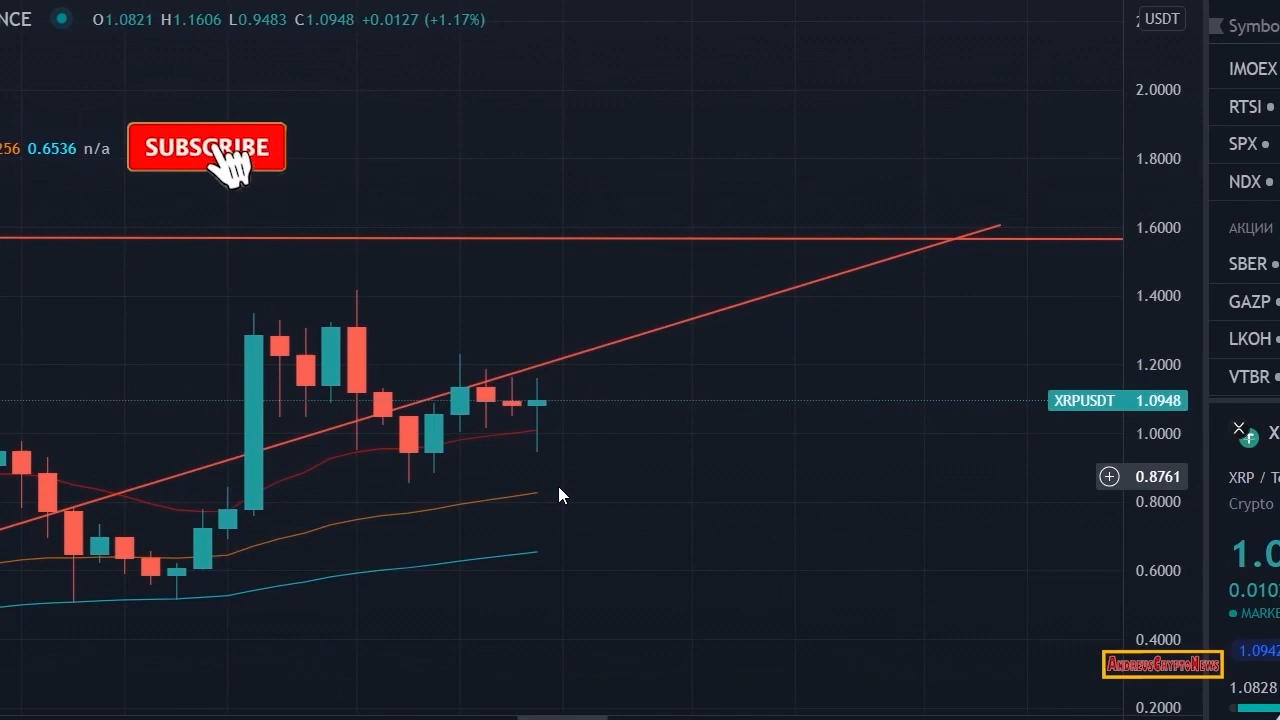 NCE O1.0821 H1.1606 L0.9483 C1.0948 +0.0127 (+1.17%)
USDT
Symbo
2.0000
IMOEX
RTSI
256 0.6536 n/a
SUBSCRIBE
1.8000
SPX
NDX
1.6000
АКЦИИ
SBER
1.4000
GAZP
LKOH
1.2000
VTBR
XRPUSDT 1.0948
1.0000
X
0.8761
XRP / Te
0.8000
Crypto
1.0
0.6000
0.010
MARKE
0.4000
1.0942
ANDREVSCRYPTONEWS
1.0828
0.2000